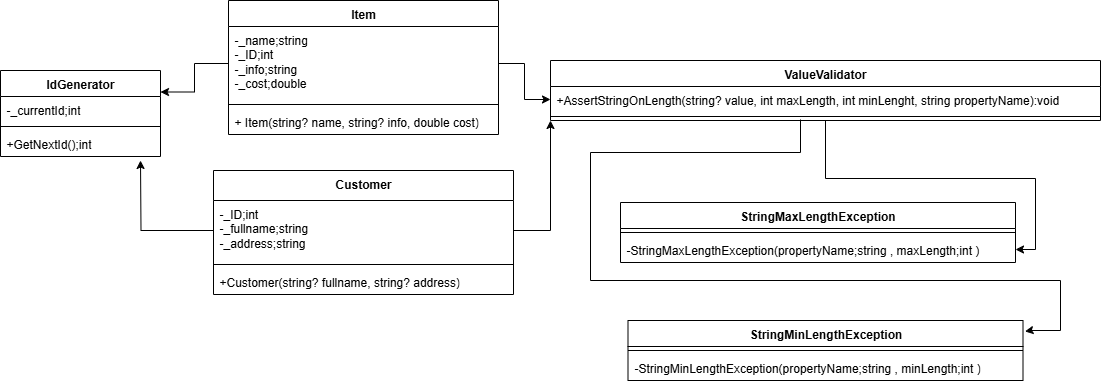 Item
-_name;string
-_ID;int
-_info;string
-_cost;double
+ Item(string? name, string? info, double cost)
IdGenerator
-_currentId;int
+GetNextId();int
ValueValidator
+AssertStringOnLength(string? value, int maxLength, int minLenght, string propertyName):void
Customer
-_ID;int
-_fullname;string
-_address;string
+Customer(string? fullname, string? address)
StringMaxLengthException
-StringMaxLengthException(propertyName;string , maxLength;int )
StringMinLengthException
-StringMinLengthException(propertyName;string , minLength;int )